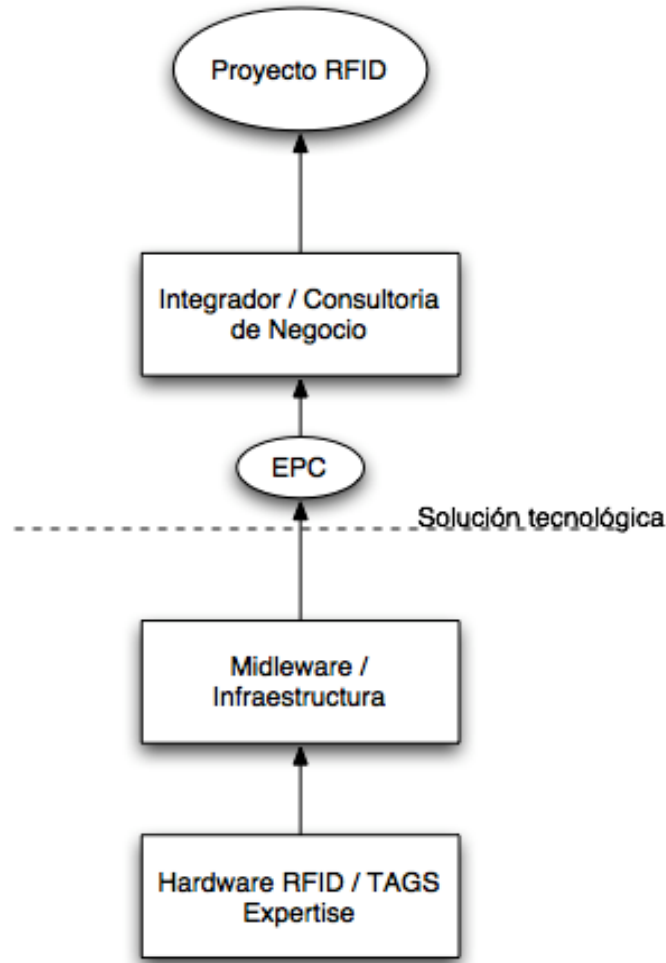 Proyecto RFID
Integrador / Consultoria
de Negocio
EPC
Solución tecnológica
Midleware /
Infraestructura
Hardware RFID / TAGS
Expertise